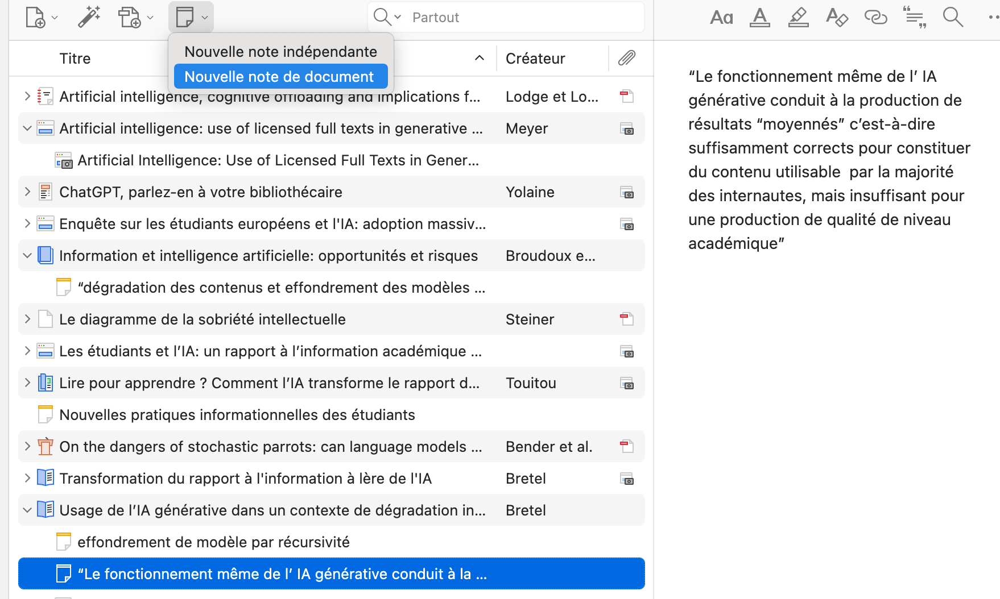 Partout
Aa
A
A
Nouvelle note indépendante
Nouvelle note de document
Titre
Créateur
Artificial intelligence, cognitive offloading and implications f...
Lodge et Lo...
Artificial intelligence: use of licensed full texts in generative ...
Meyer
Artificial Intelligence: Use of Licensed Full Texts in Gener...
ChatGPT, parlez-en à votre bibliothécaire
Yolaine
Enquête sur les étudiants européens et l'IA: adoption massiv...
Information et intelligence artificielle: opportunités et risques
Broudoux e...
“dégradation des contenus et effondrement des modèles ...
Le diagramme de la sobriété intellectuelle
Steiner
Les étudiants et l’IA: un rapport à l’information académique ...
Lire pour apprendre ? Comment l’IA transforme le rapport d...
Touitou
Nouvelles pratiques informationnelles des étudiants
On the dangers of stochastic parrots: can language models ...
Bender et al.
Transformation du rapport à l'information à lère de l'IA
Bretel
Usage de l’IA générative dans un contexte de dégradation in...
Bretel
effondrement de modèle par récursivité
“Le fonctionnement même de l’ IA générative conduit à la ...
“Le fonctionnement même de l’ IA
générative conduit à la production de
résultats “moyennés” c’est-à-dire
suffisamment corrects pour constituer
du contenu utilisable  par la majorité
des internautes, mais insuffisant pour
une production de qualité de niveau
académique”